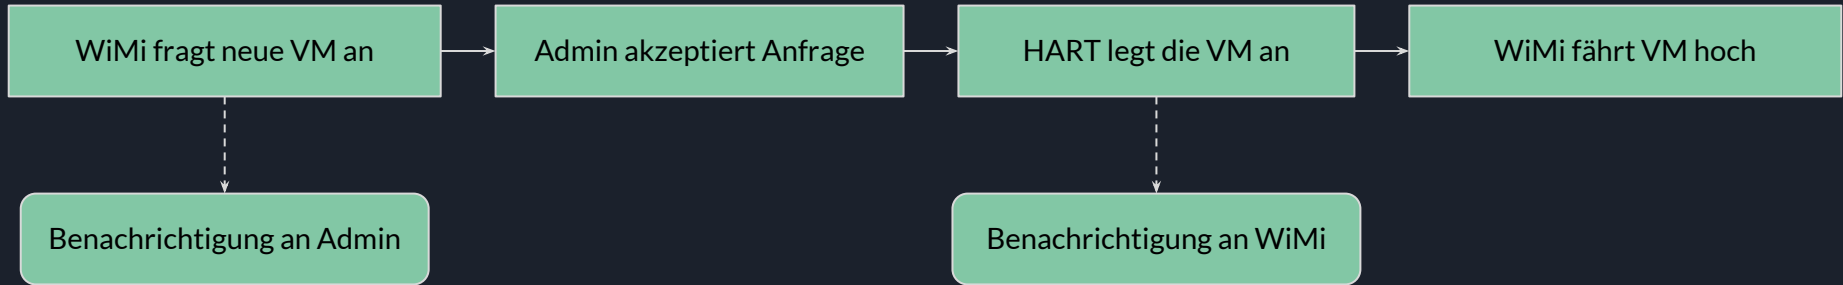 WiMi fragt neue VM an
Admin akzeptiert Anfrage
HART legt die VM an
WiMi fährt VM hoch
Benachrichtigung an Admin
Benachrichtigung an WiMi